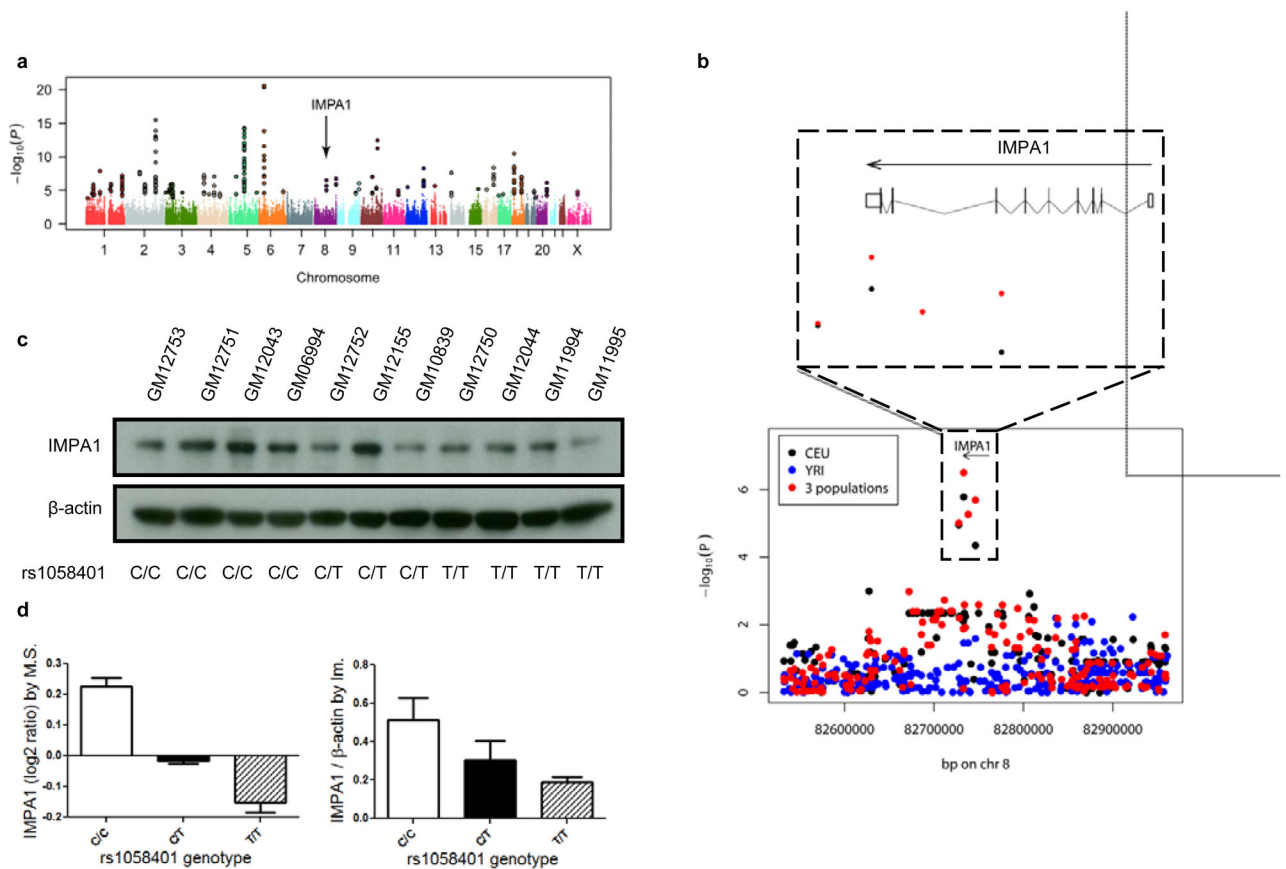 a
20
15
10
5
0
−log₁₀(P)
IMPA1
1 2 3 4 5 6 7 8 9 11 13 15 17 20 X
Chromosome
b
IMPA1
IMPA1
CEU
YRI
3 populations
6
4
2
0
−log₁₀(P)
82600000 82700000 82800000 82900000
bp on chr 8
c
GM12753 GM12751 GM12043 GM06994 GM12752 GM12155 GM10839 GM12750 GM12044 GM11994 GM11995
IMPA1
β-actin
rs1058401 C/C C/C C/C C/C C/T C/T C/T T/T T/T T/T T/T
d
IMPA1 (log2 ratio) by M.S.
0.3
0.2
0.1
0.0
-0.1
-0.2
C/C C/T T/T
rs1058401 genotype
IMPA1 / β-actin by Im.
0.8
0.6
0.4
0.2
0.0
C/C C/T T/T
rs1058401 genotype